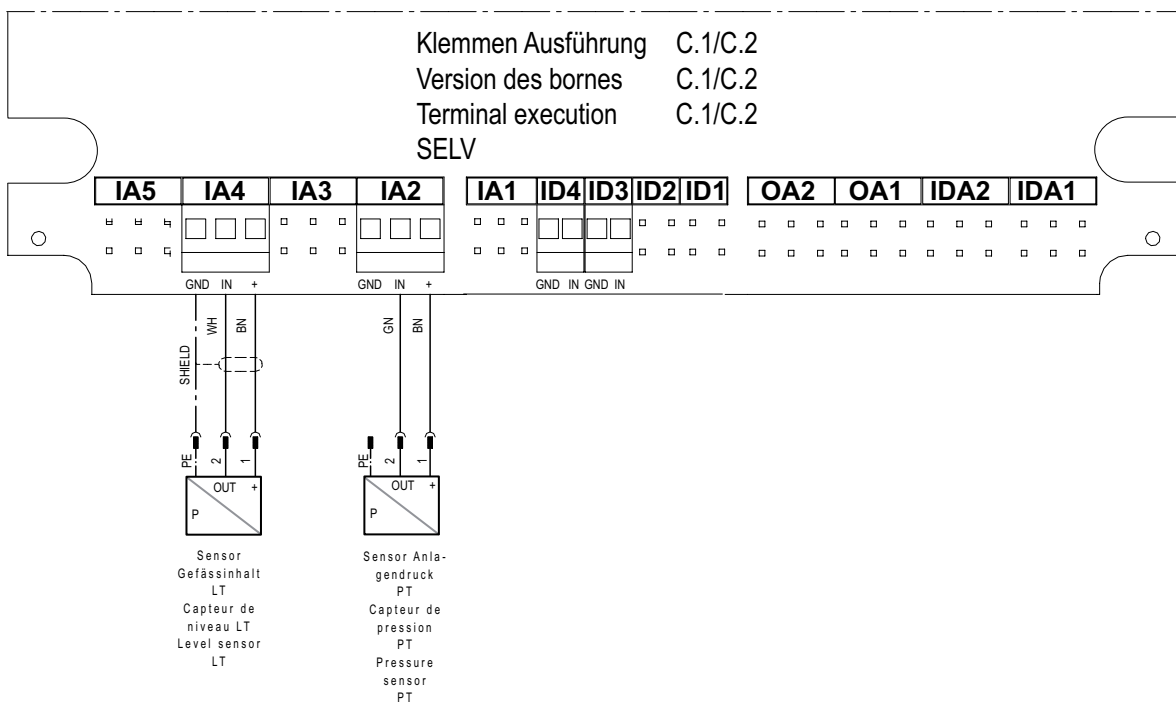 Klemmen Ausführung C.1/C.2
Version des bornes C.1/C.2
Terminal execution C.1/C.2
SELV
IA5 IA4 IA3 IA2 IA1 ID4 ID3 ID2 ID1 OA2 OA1 IDA2 IDA1
GND IN + GND IN + GND IN GND IN
SHIELD WH BN GN BN
PE 2 1 PE 2 1
OUT + OUT +
P P
Sensor
Gefässinhalt
LT
Capteur de
niveau LT
Level sensor
LT
Sensor Anla-
gendruck
PT
Capteur de
pression
PT
Pressure
sensor
PT